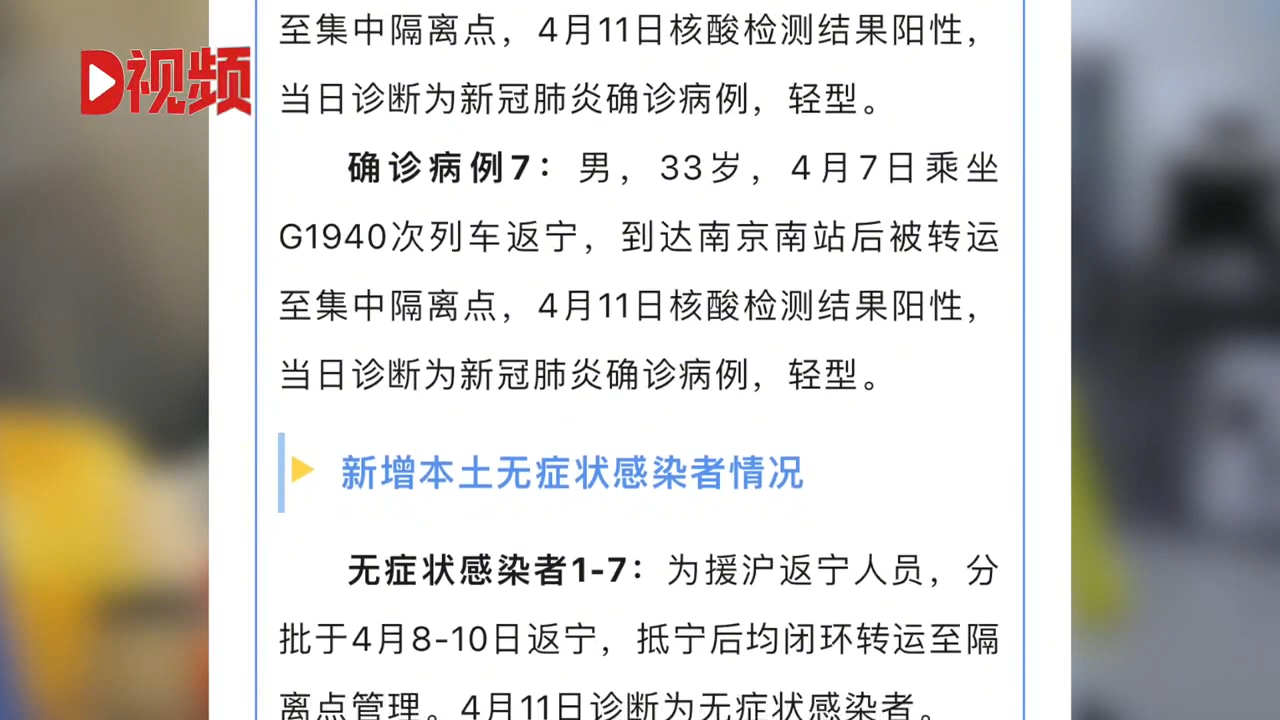 D视频
至集中隔离点，4月11日核酸检测结果阳性，
当日诊断为新冠肺炎确诊病例，轻型。
确诊病例7：男，33岁，4月7日乘坐
G1940次列车返宁，到达南京南站后被转运
至集中隔离点，4月11日核酸检测结果阳性，
当日诊断为新冠肺炎确诊病例，轻型。
新增本土无症状感染者情况
无症状感染者1-7：为援沪返宁人员，分
批于4月8-10日返宁，抵宁后均闭环转运至隔
离点管理。4月11日诊断为无症状感染者。